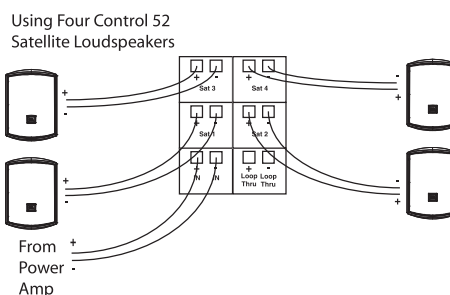 Using Four Control 52
Satellite Loudspeakers
+ - + -
Sat 3 Sat 4
+
-
-
+
+ - + -
Sat 1 Sat 2
+
-
-
+
+ - + -
IN IN Loop Loop
Thru Thru
From +
Power -
Amp